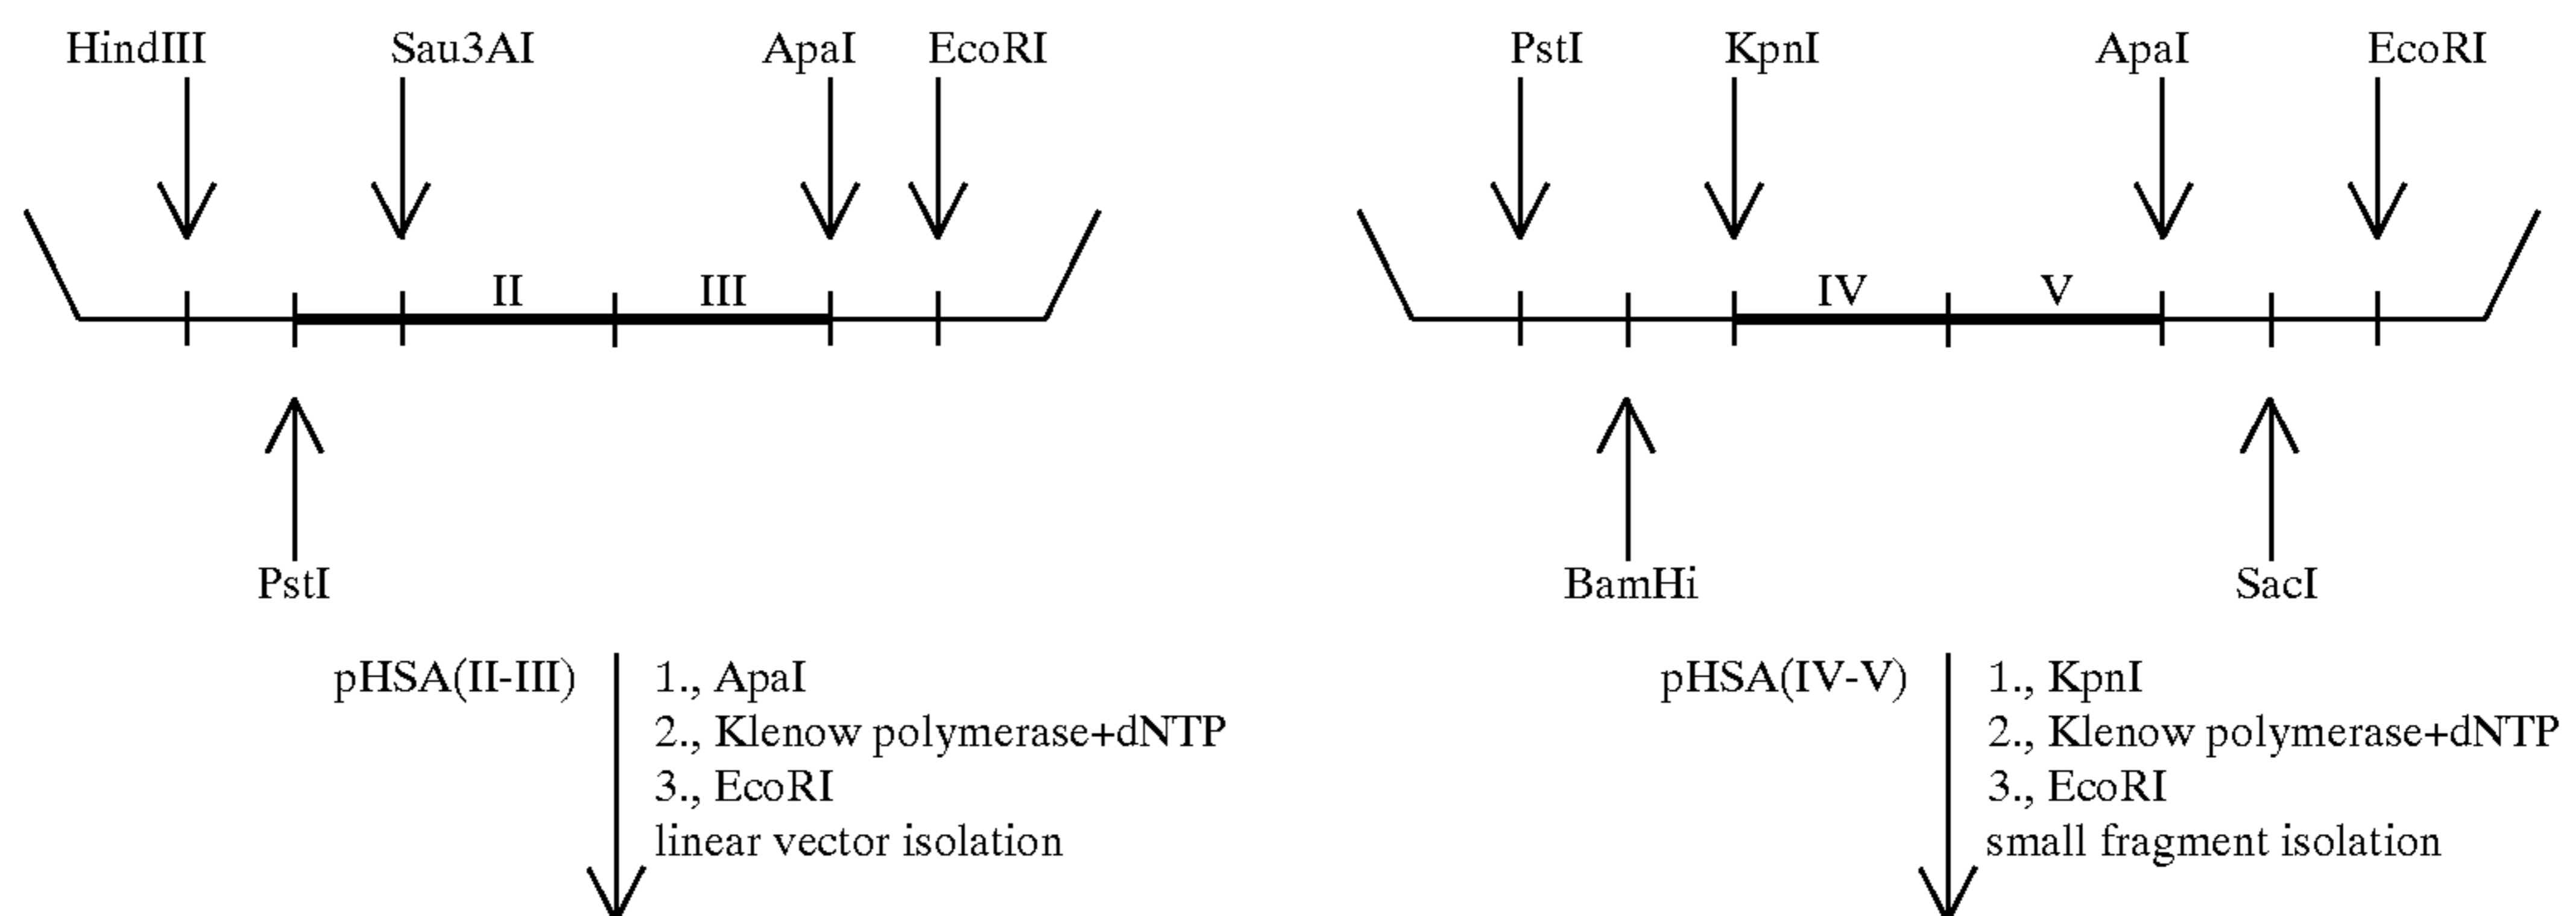 HindIII Sau3AI ApaI EcoRI PstI KpnI ApaI EcoRI
II III IV V
PstI BamHi SacI
pHSA(II-III) 1., ApaI pHSA(IV-V) 1., KpnI
2., Klenow polymerase+dNTP 2., Klenow polymerase+dNTP
3., EcoRI 3., EcoRI
linear vector isolation small fragment isolation